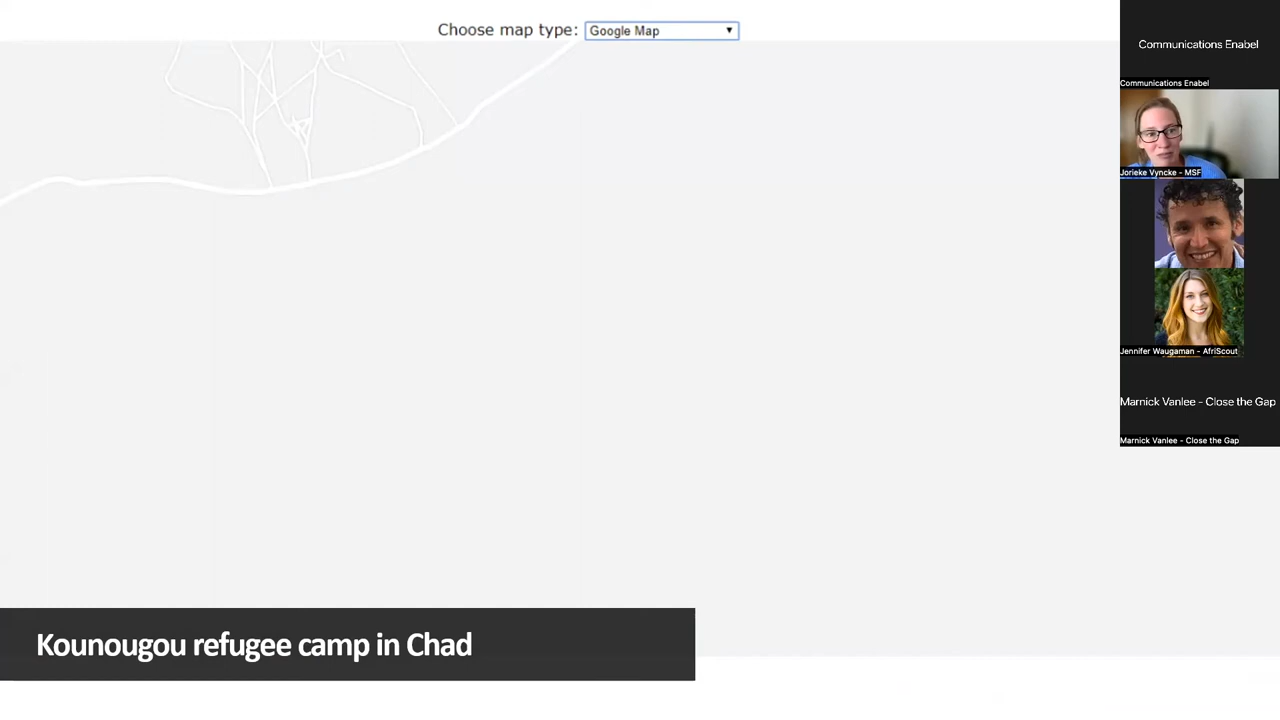 Choose map type: Google Map
Communications Enabel
Communications Enabel
Jorieke Vyncke - MSF
Jennifer Waugaman - AfriScout
Marnick Vanlee - Close the Gap
Marnick Vanlee - Close the Gap
Kounougou refugee camp in Chad